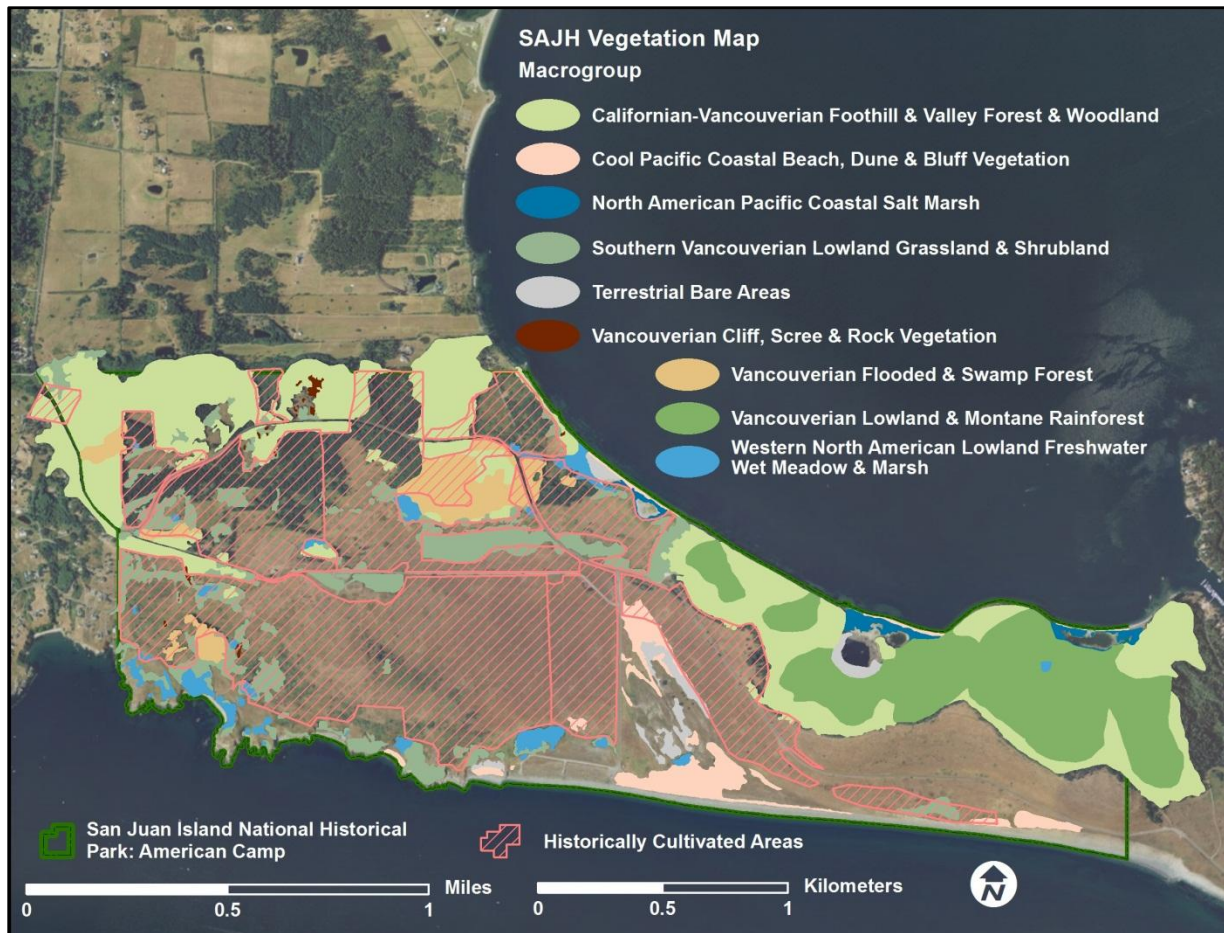 SAJH Vegetation Map
Macrogroup
Californian-Vancouverian Foothill & Valley Forest & Woodland
Cool Pacific Coastal Beach, Dune & Bluff Vegetation
North American Pacific Coastal Salt Marsh
Southern Vancouverian Lowland Grassland & Shrubland
Terrestrial Bare Areas
Vancouverian Cliff, Scree & Rock Vegetation
Vancouverian Flooded & Swamp Forest
Vancouverian Lowland & Montane Rainforest
Western North American Lowland Freshwater
Wet Meadow & Marsh
San Juan Island National Historical
Park: American Camp
Historically Cultivated Areas
Miles
0 0.5 1
Kilometers
0 0.5 1
N